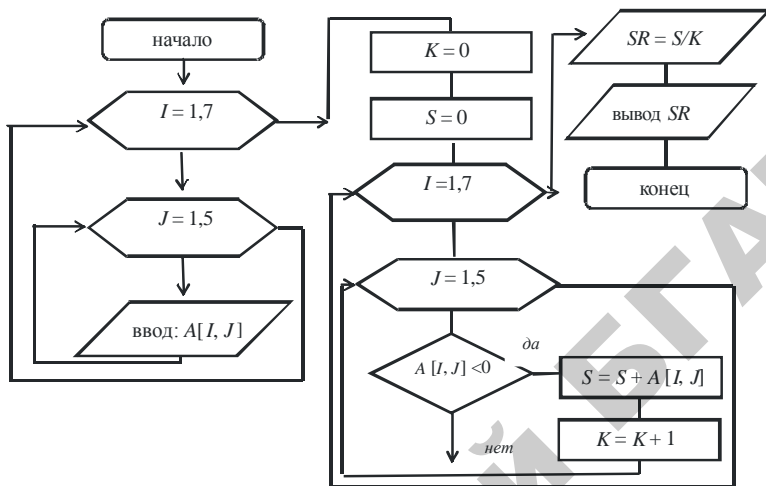 начало
I = 1,7
J = 1,5
ввод: A[I, J]
K = 0
S = 0
I =1,7
J = 1,5
A [I, J] <0
да
нет
S = S + A [I, J]
K = K + 1
SR = S/K
вывод SR
конец
Й БГА